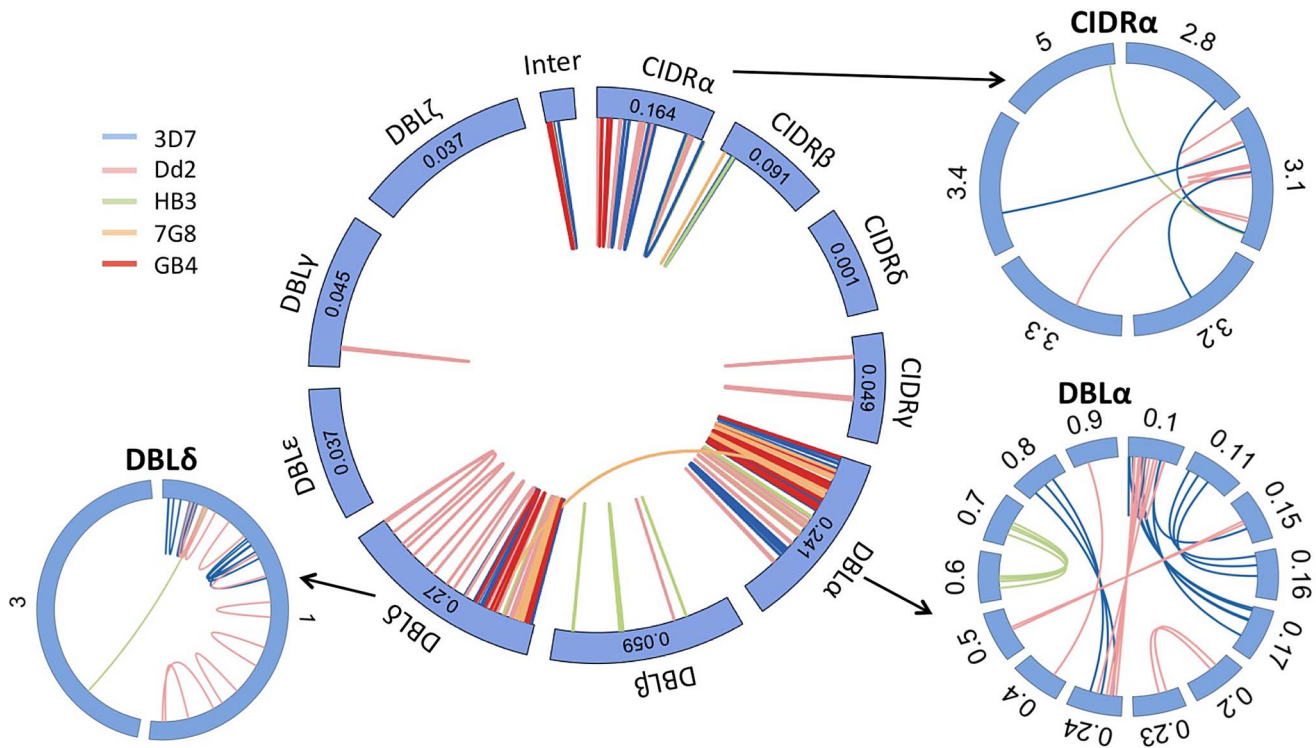 3D7
Dd2
HB3
7G8
GB4
Inter
CIDRα
0.164
CIDRβ
0.091
CIDRδ
0.001
CIDRγ
0.049
DBLα
0.241
DBLβ
0.059
DBLδ
0.27
DBLε
0.037
DBLγ
0.045
DBLζ
0.037
CIDRα
5
2.8
3.1
3.2
3.3
3.4
DBLα
0.1
0.11
0.15
0.16
0.17
0.2
0.23
0.24
0.4
0.5
0.6
0.7
0.8
0.9
DBLδ
3
1